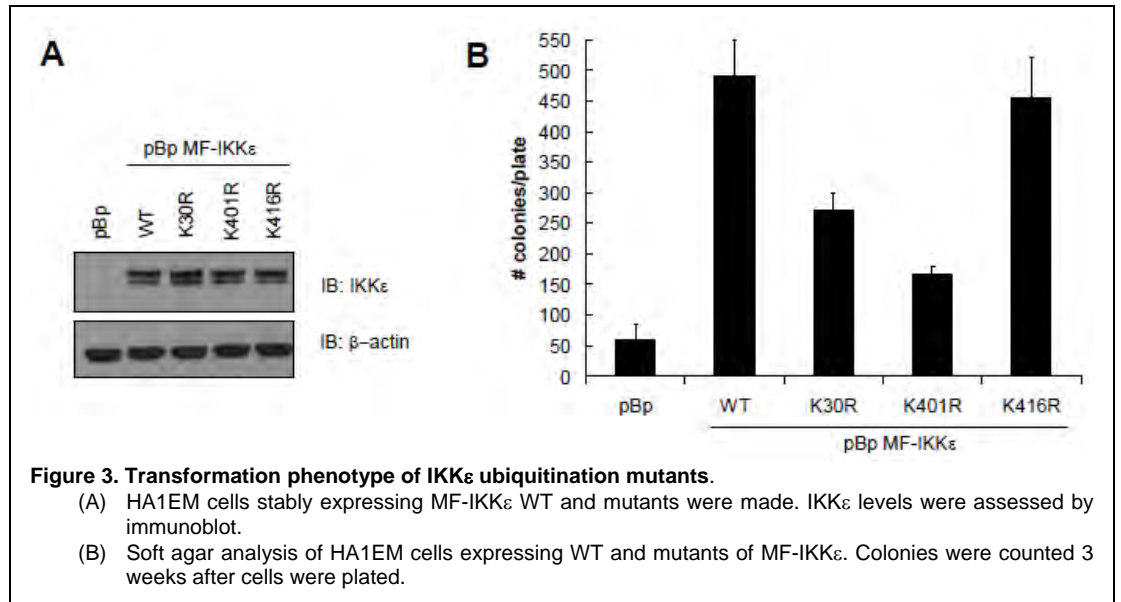 A
pBp MF-IKKε
pBp
WT
K30R
K401R
K416R
IB: IKKε
IB: β–actin
B
# colonies/plate
550
500
450
400
350
300
250
200
150
100
50
0
pBp WT K30R K401R K416R
pBp MF-IKKε
Figure 3. Transformation phenotype of IKKε ubiquitination mutants.
(A) HA1EM cells stably expressing MF-IKKε WT and mutants were made. IKKε levels were assessed by
immunoblot.
(B) Soft agar analysis of HA1EM cells expressing WT and mutants of MF-IKKε. Colonies were counted 3
weeks after cells were plated.